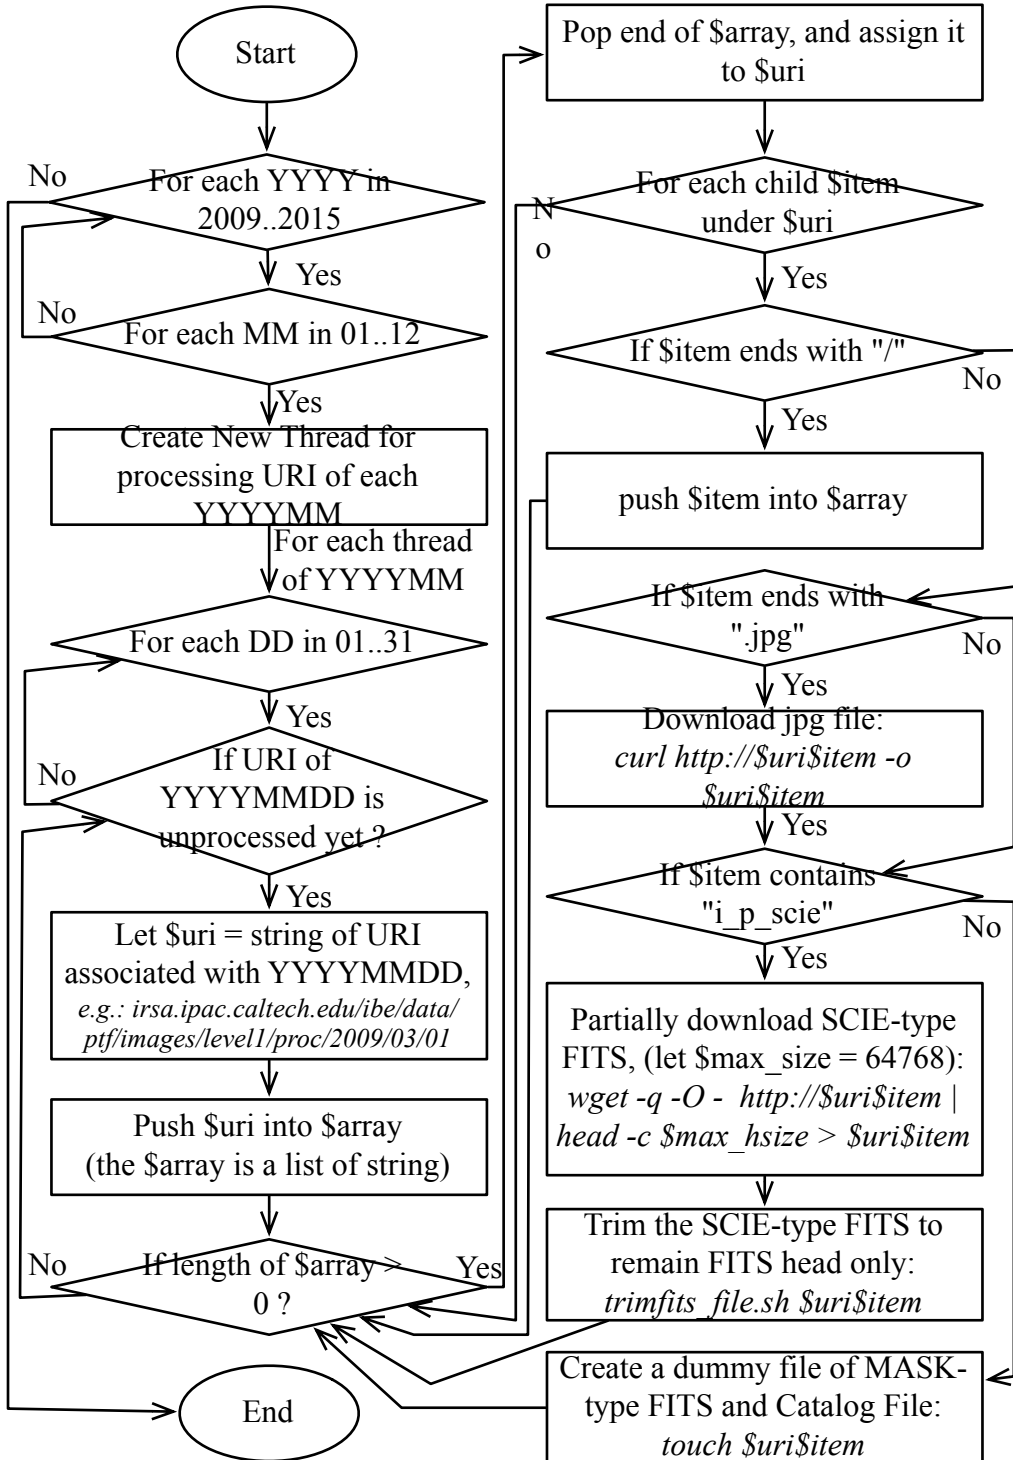 Start
No
For each YYYY in
2009..2015
Yes
No
For each MM in 01..12
Yes
Create New Thread for
processing URI of each
YYYYMM
For each thread
of YYYYMM
For each DD in 01..31
Yes
No
If URI of
YYYYMMDD is
unprocessed yet ?
Yes
Let $uri = string of URI
associated with YYYYMMDD,
e.g.: irsa.ipac.caltech.edu/ibe/data/
ptf/images/level1/proc/2009/03/01
Push $uri into $array
(the $array is a list of string)
No
If length of $array >
0 ?
Yes
End
Pop end of $array, and assign it
to $uri
For each child $item
under $uri
N
o
Yes
If $item ends with "/"
No
Yes
push $item into $array
If $item ends with
".jpg"
No
Yes
Download jpg file:
curl http://$uri$item -o
$uri$item
Yes
If $item contains
"i_p_scie"
No
Yes
Partially download SCIE-type
FITS, (let $max_size = 64768):
wget -q -O - http://$uri$item |
head -c $max_hsize > $uri$item
Trim the SCIE-type FITS to
remain FITS head only:
trimfits_file.sh $uri$item
Create a dummy file of MASK-
type FITS and Catalog File:
touch $uri$item